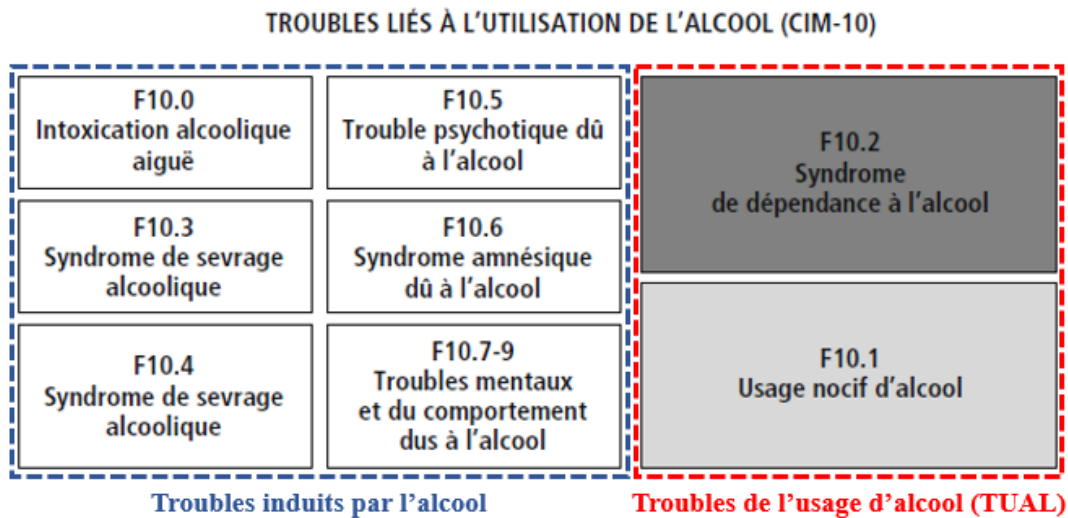 TROUBLES LIÉS À L’UTILISATION DE L’ALCOOL (CIM-10)
F10.0
Intoxication alcoolique
aiguë
F10.5
Trouble psychotique dû
à l’alcool
F10.3
Syndrome de sevrage
alcoolique
F10.6
Syndrome amnésique
dû à l’alcool
F10.4
Syndrome de sevrage
alcoolique
F10.7-9
Troubles mentaux
et du comportement
dus à l’alcool
F10.2
Syndrome
de dépendance à l’alcool
F10.1
Usage nocif d’alcool
Troubles induits par l’alcool
Troubles de l’usage d’alcool (TUAL)